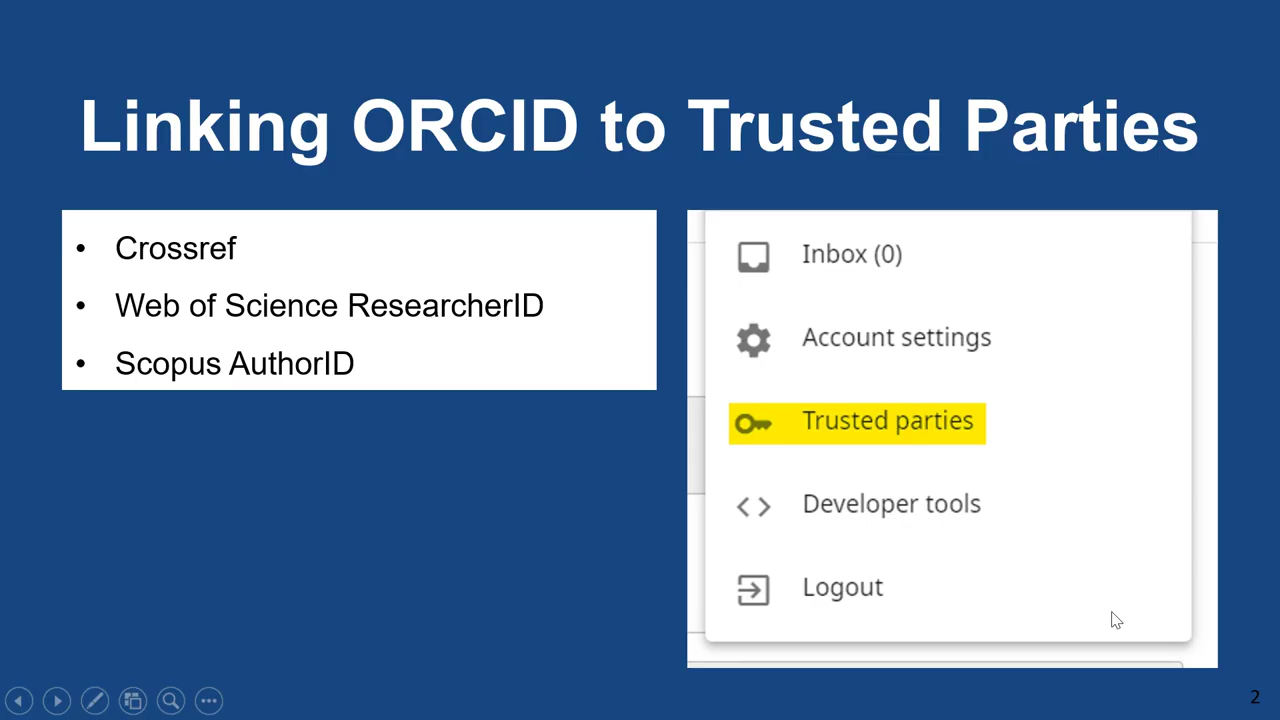 Linking ORCID to Trusted Parties
• Crossref
• Web of Science ResearcherID
• Scopus AuthorID
Inbox (0)
Account settings
Trusted parties
Developer tools
Logout
2